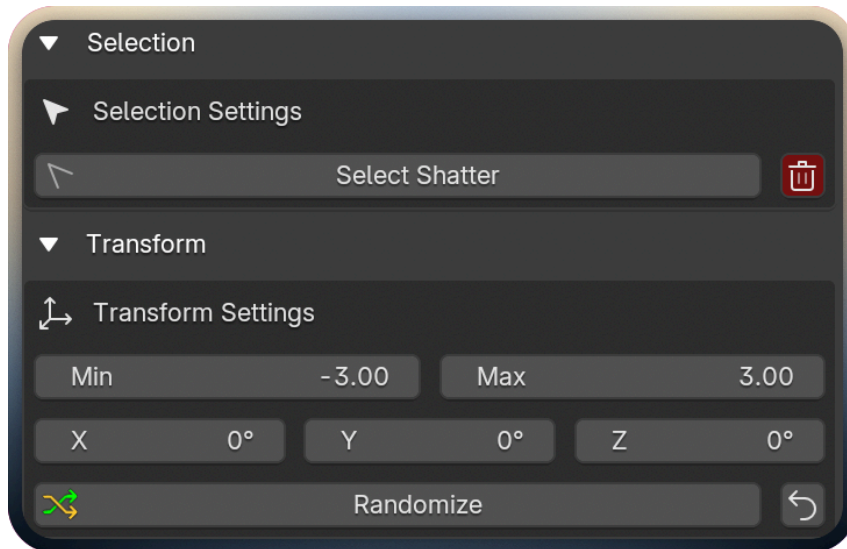 Selection
Selection Settings
Select Shatter
Transform
Transform Settings
Min -3.00 Max 3.00
X 0° Y 0° Z 0°
Randomize